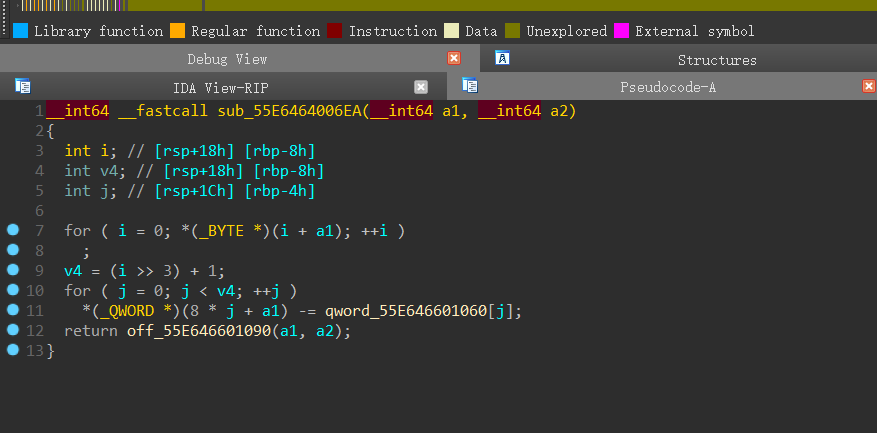 Library function Regular function Instruction Data Unexplored External symbol
Debug View Structures
IDA View-RIP Pseudocode-A
1 __int64 __fastcall sub_55E6464006EA(__int64 a1, __int64 a2)
2 {
3 int i; // [rsp+18h] [rbp-8h]
4 int v4; // [rsp+18h] [rbp-8h]
5 int j; // [rsp+1Ch] [rbp-4h]
6
7 for ( i = 0; *(_BYTE *)(i + a1); ++i )
8 ;
9 v4 = (i >> 3) + 1;
10 for ( j = 0; j < v4; ++j )
11 *(_QWORD *)(8 * j + a1) -= qword_55E646601060[j];
12 return off_55E646601090(a1, a2);
13 }